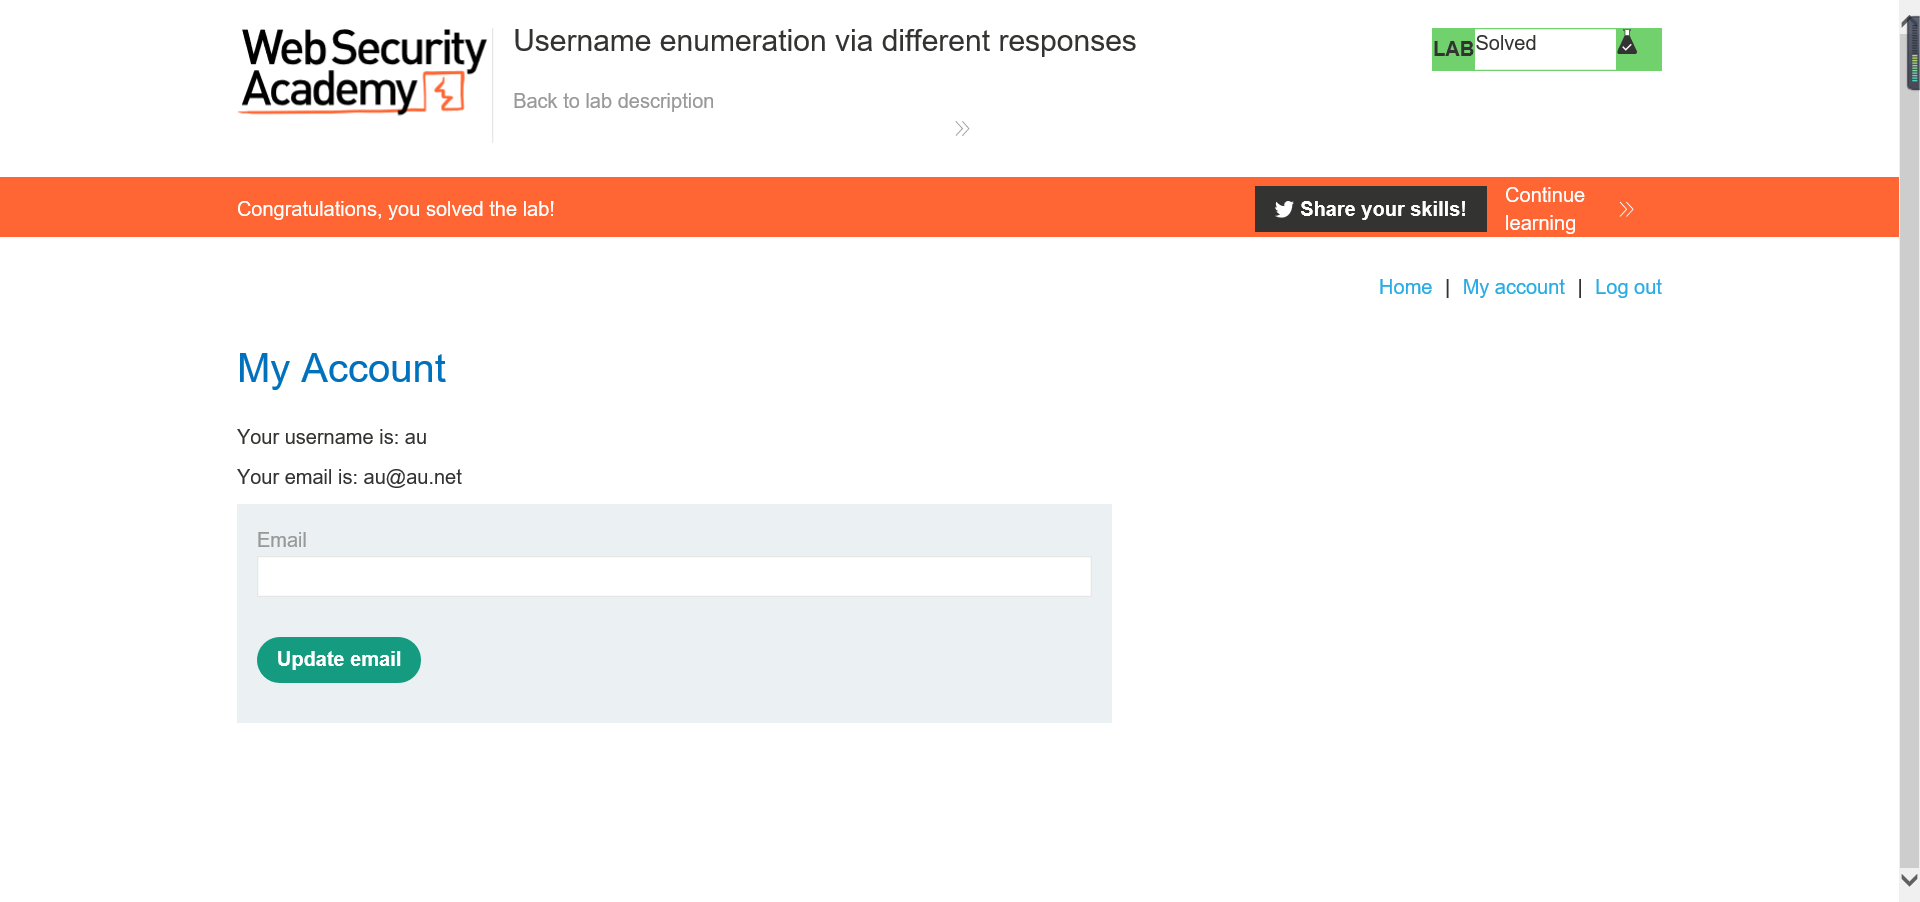 Web Security
Academy
Username enumeration via different responses
Back to lab description
LAB Solved
Congratulations, you solved the lab!
Share your skills!
Continue
learning
Home | My account | Log out
My Account
Your username is: au
Your email is: au@au.net
Email
Update email